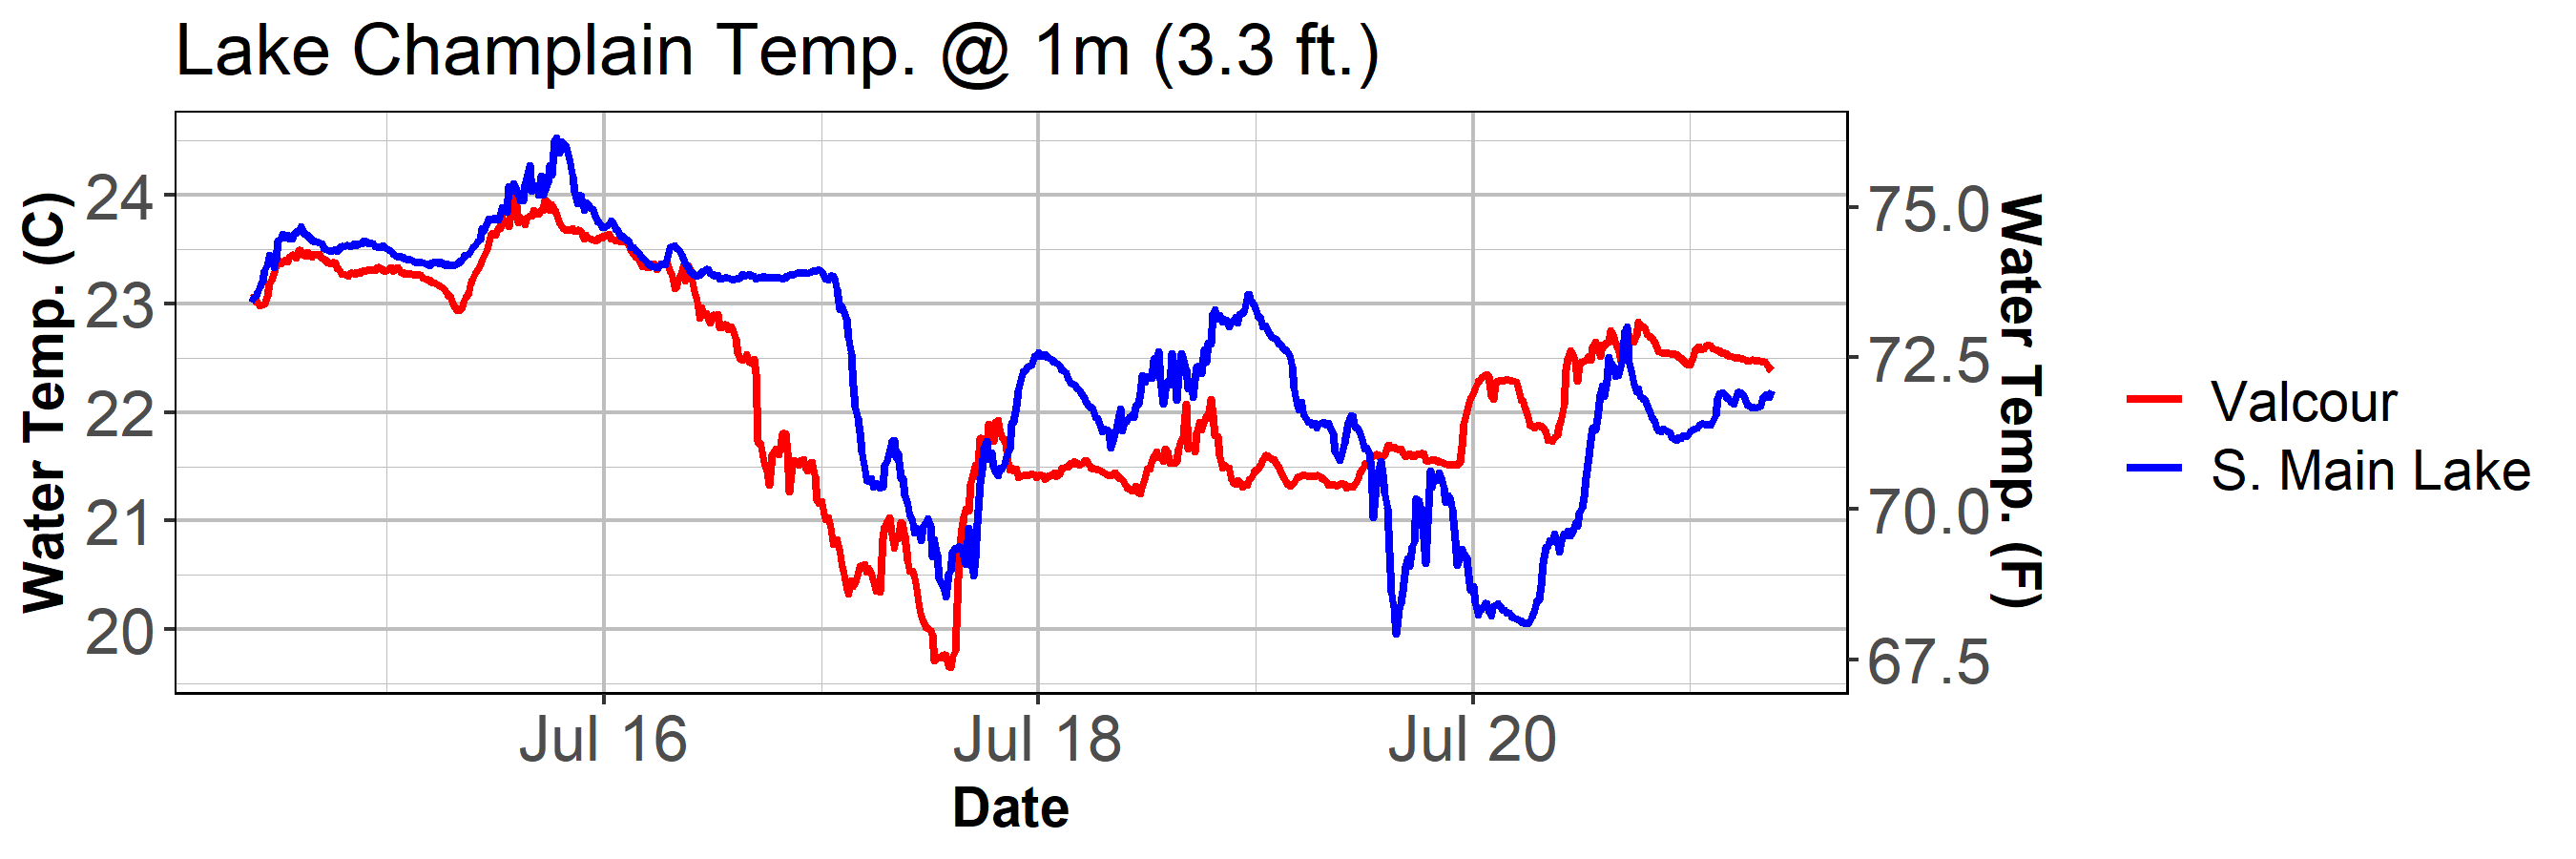 Lake Champlain Temp. @ 1m (3.3 ft.)
Water Temp. (C)
24
23
22
21
20
75.0
72.5
70.0
67.5
Water Temp. (F)
Jul 16
Jul 18
Jul 20
Date
Valcour
S. Main Lake